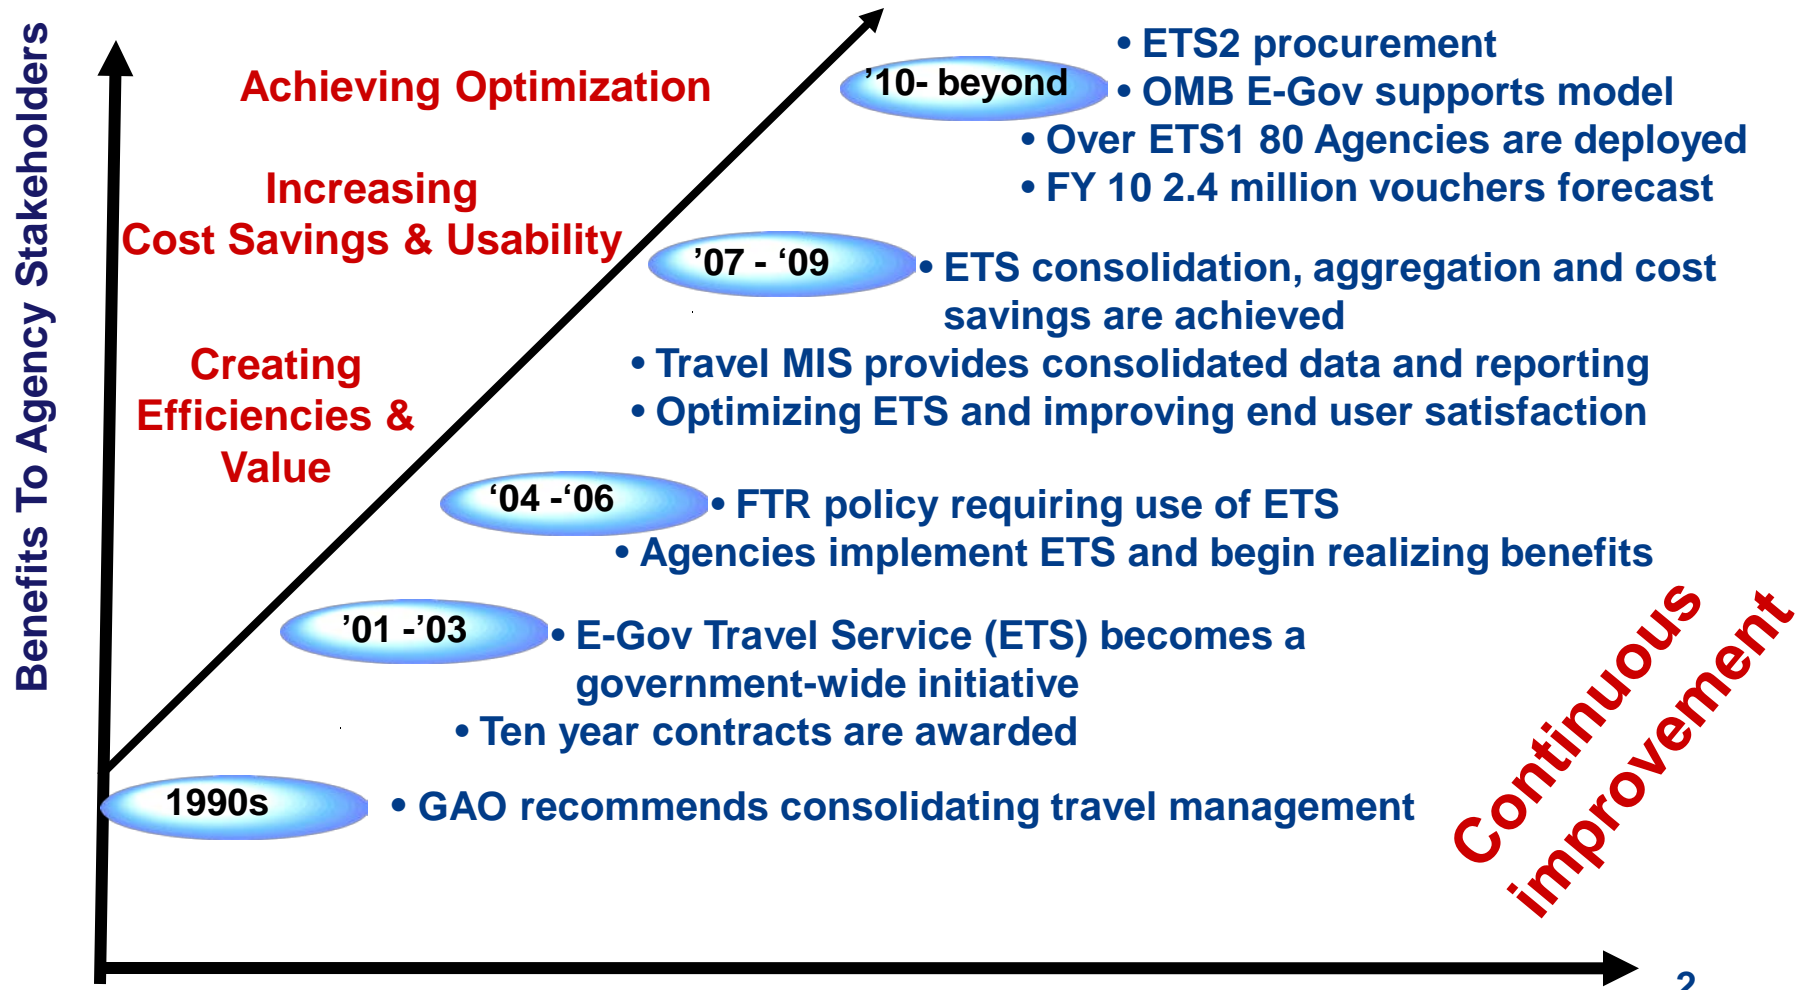 Benefits To Agency Stakeholders
Achieving Optimization
Increasing
Cost Savings & Usability
Creating
Efficiencies &
Value
’10- beyond
• ETS2 procurement
• OMB E-Gov supports model
• Over ETS1 80 Agencies are deployed
• FY 10 2.4 million vouchers forecast
’07 - ‘09
• ETS consolidation, aggregation and cost
savings are achieved
• Travel MIS provides consolidated data and reporting
• Optimizing ETS and improving end user satisfaction
‘04 -‘06
• FTR policy requiring use of ETS
• Agencies implement ETS and begin realizing benefits
’01 -’03
• E-Gov Travel Service (ETS) becomes a
government-wide initiative
• Ten year contracts are awarded
1990s
• GAO recommends consolidating travel management
Continuous
improvement
2